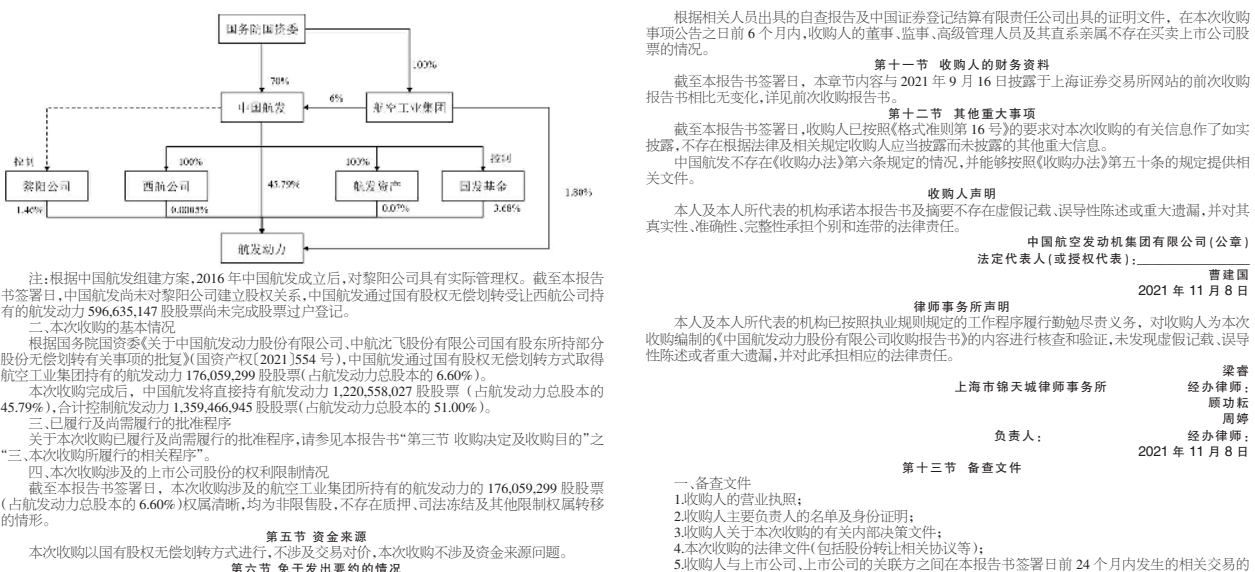 国务院国资委
100%
70%
中国航发
6%
航空工业集团
控制
100%
100%
控制
黎阳公司
西航公司
45.79%
航发资产
国发基金
1.80%
1.46%
0.0005%
0.07%
3.68%
航发动力
注:根据中国航发组建方案,2016年中国航发成立后,对黎阳公司具有实际管理权。截至本报告
书签署日,中国航发尚未对黎阳公司建立股权关系,中国航发通过国有股权无偿划转受让西航公司持
有的航发动力596,635,147股股票尚未完成股票过户登记。
二、本次收购的基本情况
根据国务院国资委《关于中国航发动力股份有限公司、中航沈飞股份有限公司国有股东所持部分
股份无偿划转有关事项的批复》(国资产权[2021]554号),中国航发通过国有股权无偿划转方式取得
航空工业集团持有的航发动力176,059,299股股票(占航发动力总股本的6.60%)。
本次收购完成后,中国航发将直接持有航发动力1,220,558,027股股票(占航发动力总股本的
45.79%),合计控制航发动力1,359,466,945股股票(占航发动力总股本的51.00%)。
三、已履行及尚需履行的批准程序
关于本次收购已履行及尚需履行的批准程序,请参见本报告书“第三节 收购决定及收购目的”之
“三、本次收购所履行的相关程序”。
四、本次收购涉及的上市公司股份的权利限制情况
截至本报告书签署日,本次收购涉及的航空工业集团所持有的航发动力的176,059,299股股票
(占航发动力总股本的6.60%)权属清晰,均为非限售股,不存在质押、司法冻结及其他限制权属转移
的情形。
第五节 资金来源
本次收购以国有股权无偿划转方式进行,不涉及交易对价,本次收购不涉及资金来源问题。
第六节 免于发出要约的情况
根据相关人员出具的自查报告及中国证券登记结算有限责任公司出具的证明文件,在本次收购
事项公告之日前6个月内,收购人的董事、监事、高级管理人员及其直系亲属不存在买卖上市公司股
票的情况。
第十一节 收购人的财务资料
截至本报告书签署日,本章节内容与2021年9月16日披露于上海证券交易所网站的前次收购
报告书相比无变化,详见前次收购报告书。
第十二节 其他重大事项
截至本报告书签署日,收购人已按照《格式准则第16号》的要求对本次收购的有关信息作了如实
披露,不存在根据法律及相关规定收购人应当披露而未披露的其他重大信息。
中国航发不存在《收购办法》第六条规定的情况,并能够按照《收购办法》第五十条的规定提供相
关文件。
收购人声明
本人及本人所代表的机构承诺本报告书及摘要不存在虚假记载、误导性陈述或重大遗漏,并对其
真实性、准确性、完整性承担个别和连带的法律责任。
中国航空发动机集团有限公司(公章)
法定代表人(或授权代表):
曹建国
2021年11月8日
律师事务所声明
本人及本人所代表的机构已按照执业规则规定的工作程序履行勤勉尽责义务,对收购人为本次
收购编制的《中国航发动力股份有限公司收购报告书》的内容进行核查和验证,未发现虚假记载、误导
性陈述或者重大遗漏,并对此承担相应的法律责任。
梁睿
上海市锦天城律师事务所 经办律师:
顾功耘
周婷
负责人: 经办律师:
2021年11月8日
第十三节 备查文件
一、备查文件
1.收购人的营业执照;
2.收购人主要负责人的名单及身份证明;
3.收购人关于本次收购的有关内部决策文件;
4.本次收购的法律文件(包括股份转让相关协议等);
5.收购人与上市公司、上市公司的关联方之间在本报告书签署日前24个月内发生的相关交易的